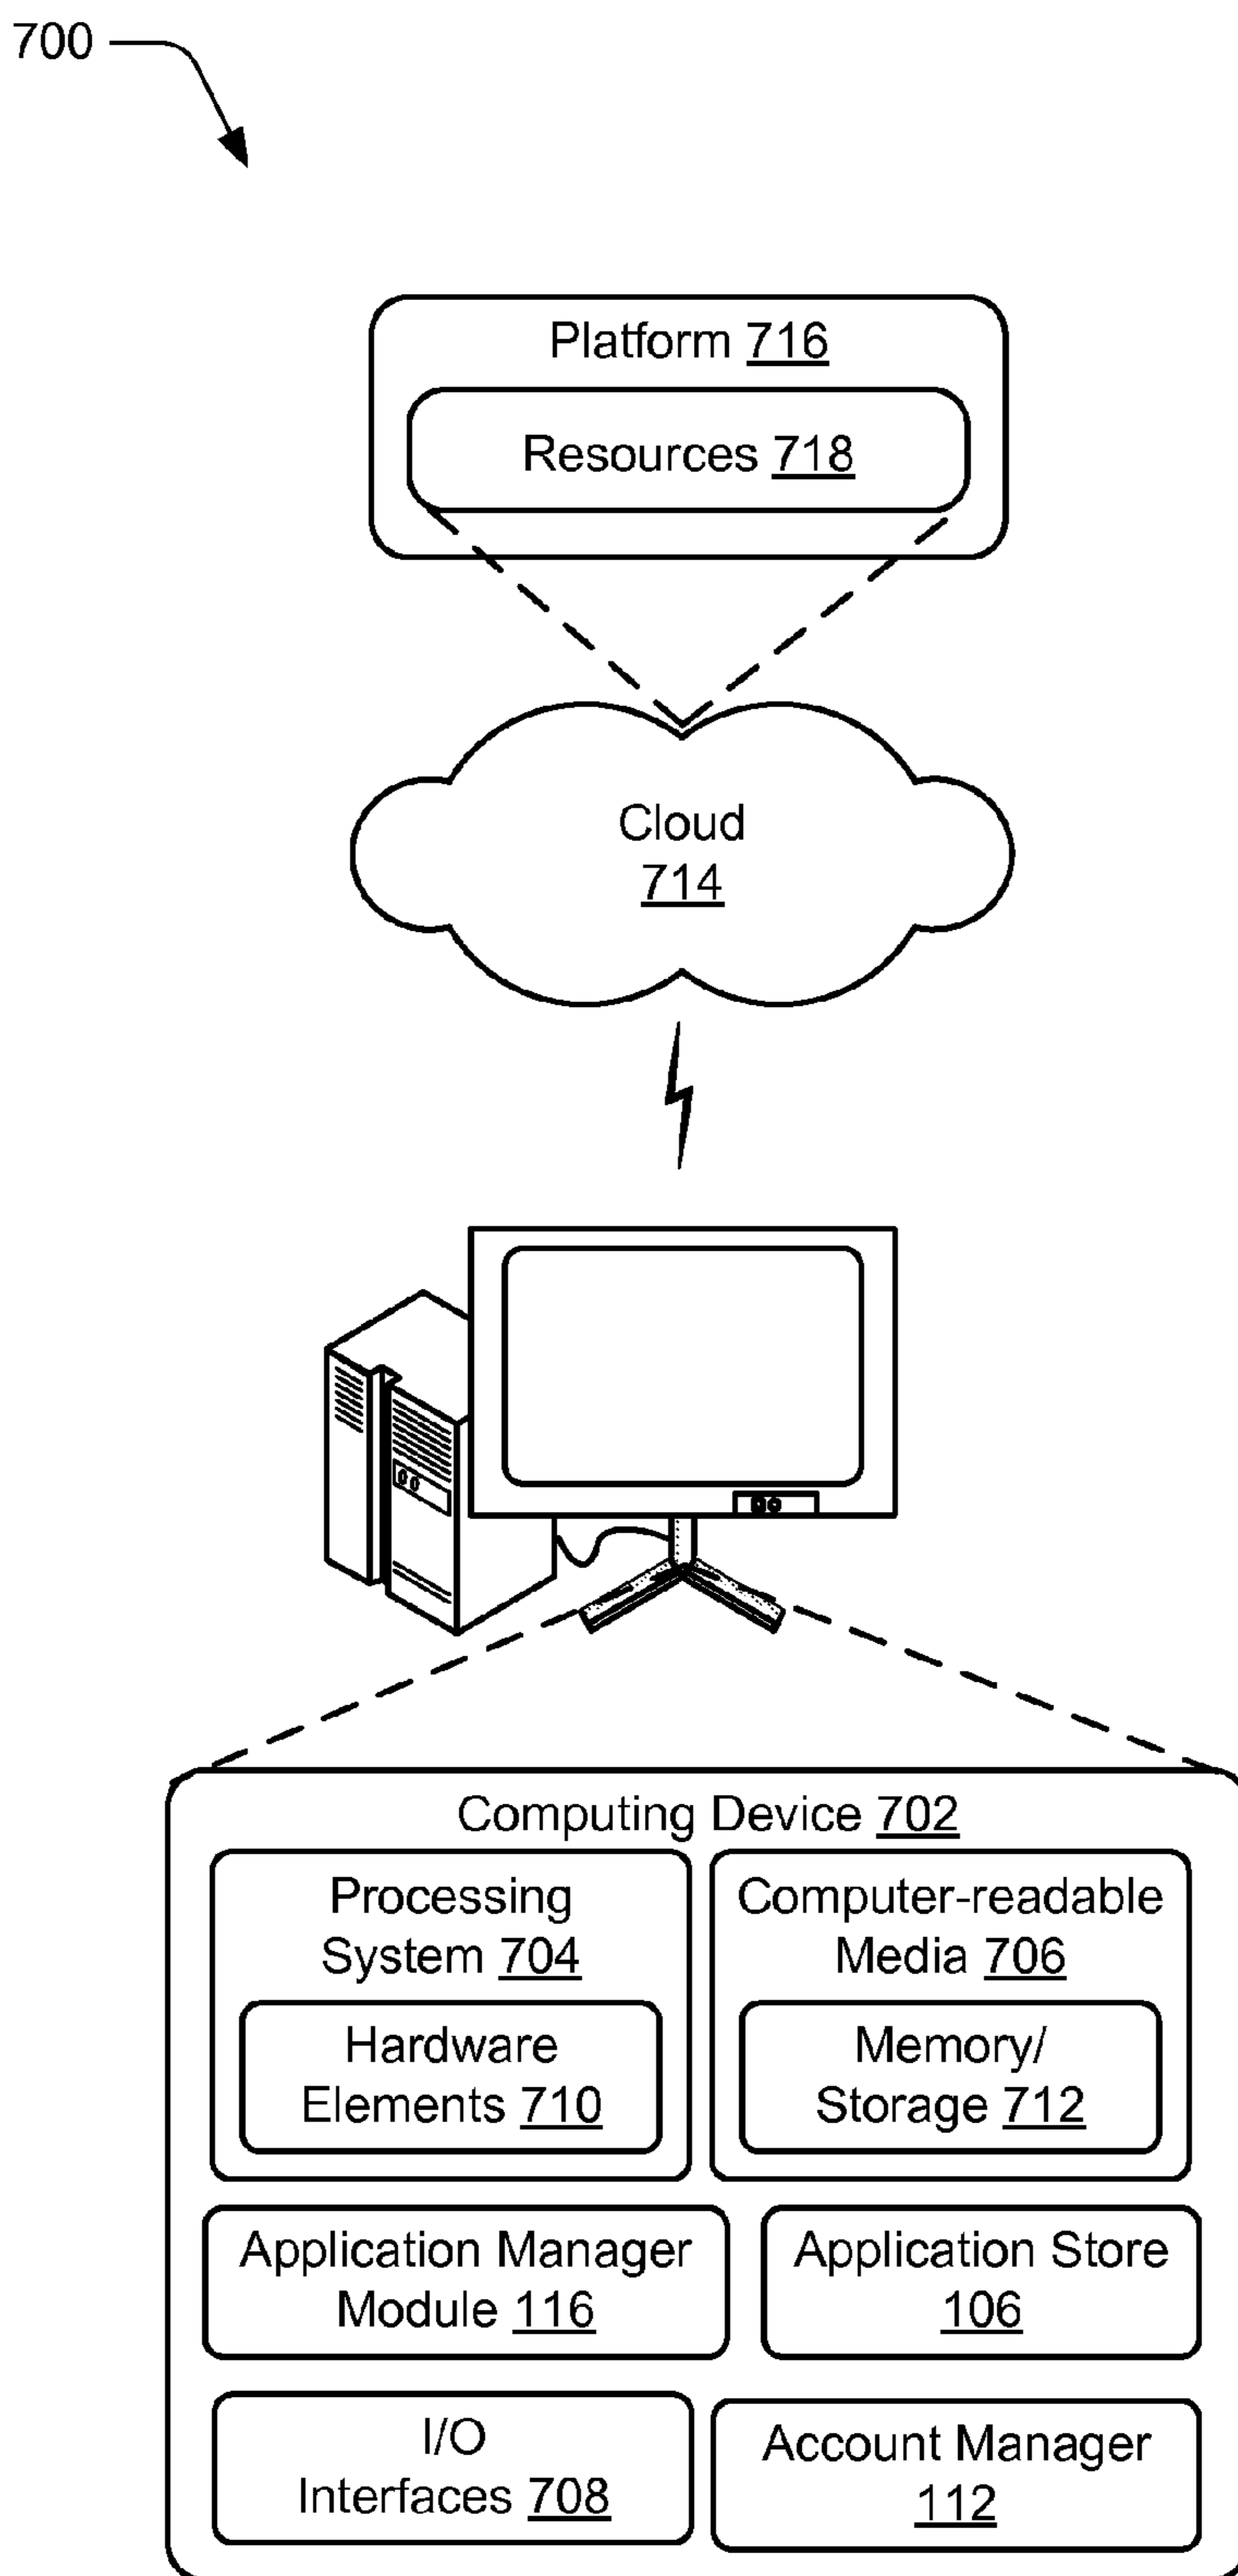 700
Platform 716
Resources 718
Cloud
714
Computing Device 702
Processing
System 704
Hardware
Elements 710
Computer-readable
Media 706
Memory/
Storage 712
Application Manager
Module 116
Application Store
106
I/O
Interfaces 708
Account Manager
112